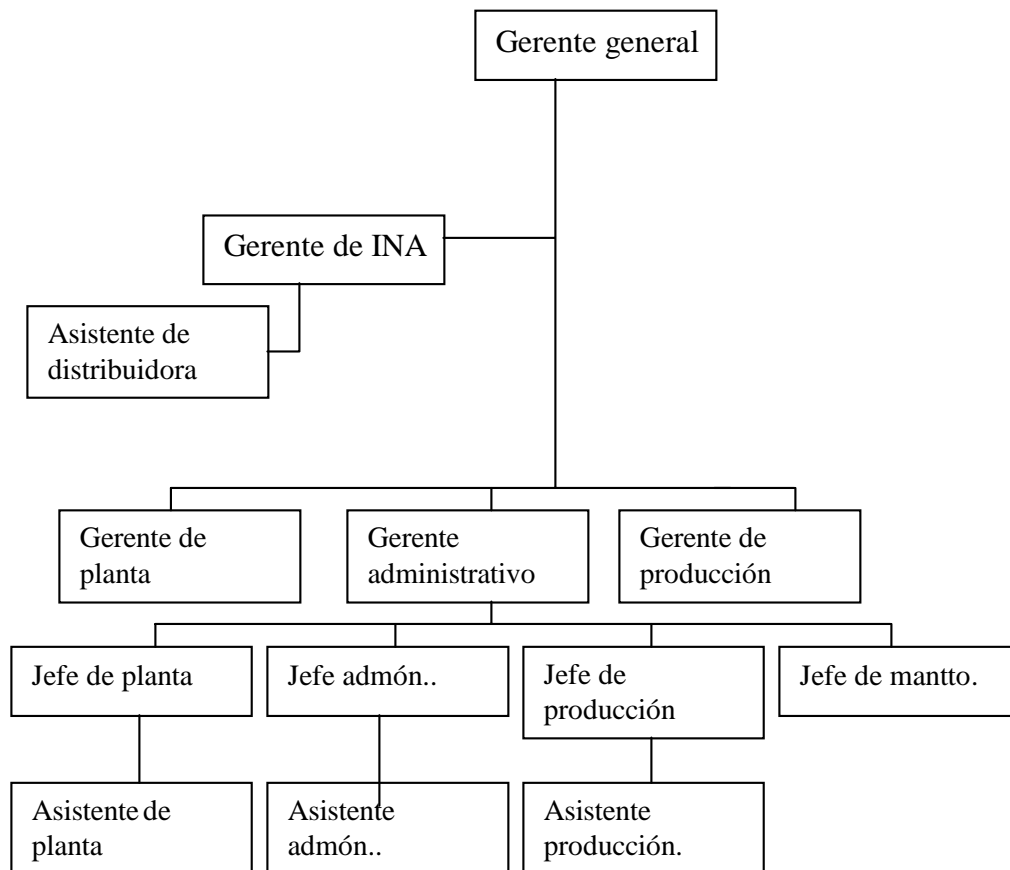 Gerente general
Gerente de INA
Asistente de
distribuidora
Gerente de
planta
Gerente
administrativo
Gerente de
producción
Jefe de planta
Jefe admón..
Jefe de
producción
Jefe de mantto.
Asistente de
planta
Asistente
admón..
Asistente
producción.